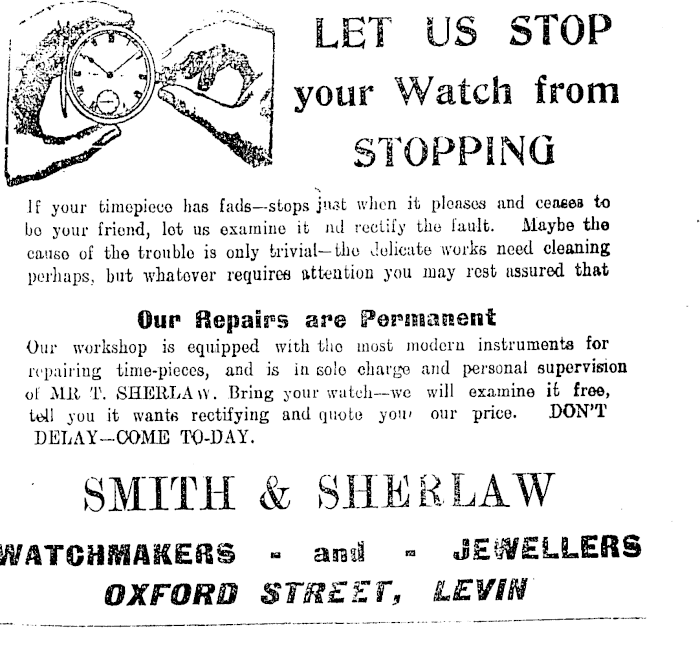 LET US STOP
your Watch from
STOPPING
If your timepiece has fads—stops just when it pleases and ceases to
be your friend, let us examine it nd rectify the fault. Maybe the
cause of the trouble is only trivial—the delicate works need cleaning
perhaps, but whatever requires attention you may rest assured that
Our Repairs are Permanent
Our workshop is equipped with the most modern instruments for
repairing time-pieces, and is in sole charge and personal supervision
of MR T. SHERLAW. Bring your watch—we will examine it free,
tell you it wants rectifying and quote you our price. DON'T
DELAY—COME TO-DAY.
SMITH & SHERLAW
WATCHMAKERS - and - JEWELLERS
OXFORD STREET, LEVIN